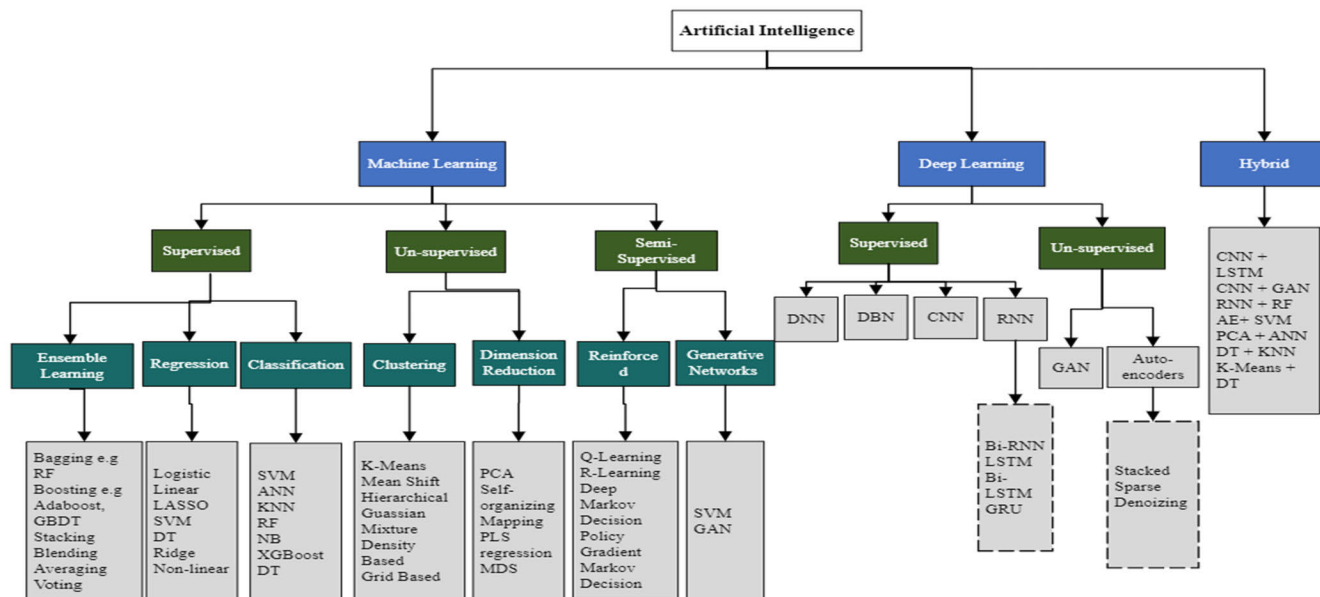 Artificial Intelligence
Machine Learning
Deep Learning
Hybrid
Supervised
Un-supervised
Semi-
Supervised
Supervised
Un-supervised
Ensemble
Learning
Regression
Classification
Clustering
Dimension
Reduction
Reinforce
d
Generative
Networks
DNN
DBN
CNN
RNN
GAN
Auto-
encoders
CNN +
LSTM
CNN + GAN
RNN + RF
AE+ SVM
PCA + ANN
DT + KNN
K-Means +
DT
Bagging e.g
RF
Boosting e.g
Adaboost,
GBDT
Stacking
Blending
Averaging
Voting
Logistic
Linear
LASSO
SVM
DT
Ridge
Non-linear
SVM
ANN
KNN
RF
NB
XGBoost
DT
K-Means
Mean Shift
Hierarchical
Guassian
Mixture
Density
Based
Grid Based
PCA
Self-
organizing
Mapping
PLS
regression
MDS
Q-Learning
R-Learning
Deep
Markov
Decision
Policy
Gradient
Markov
Decision
SVM
GAN
Bi-RNN
LSTM
Bi-
LSTM
GRU
Stacked
Sparse
Denoizing